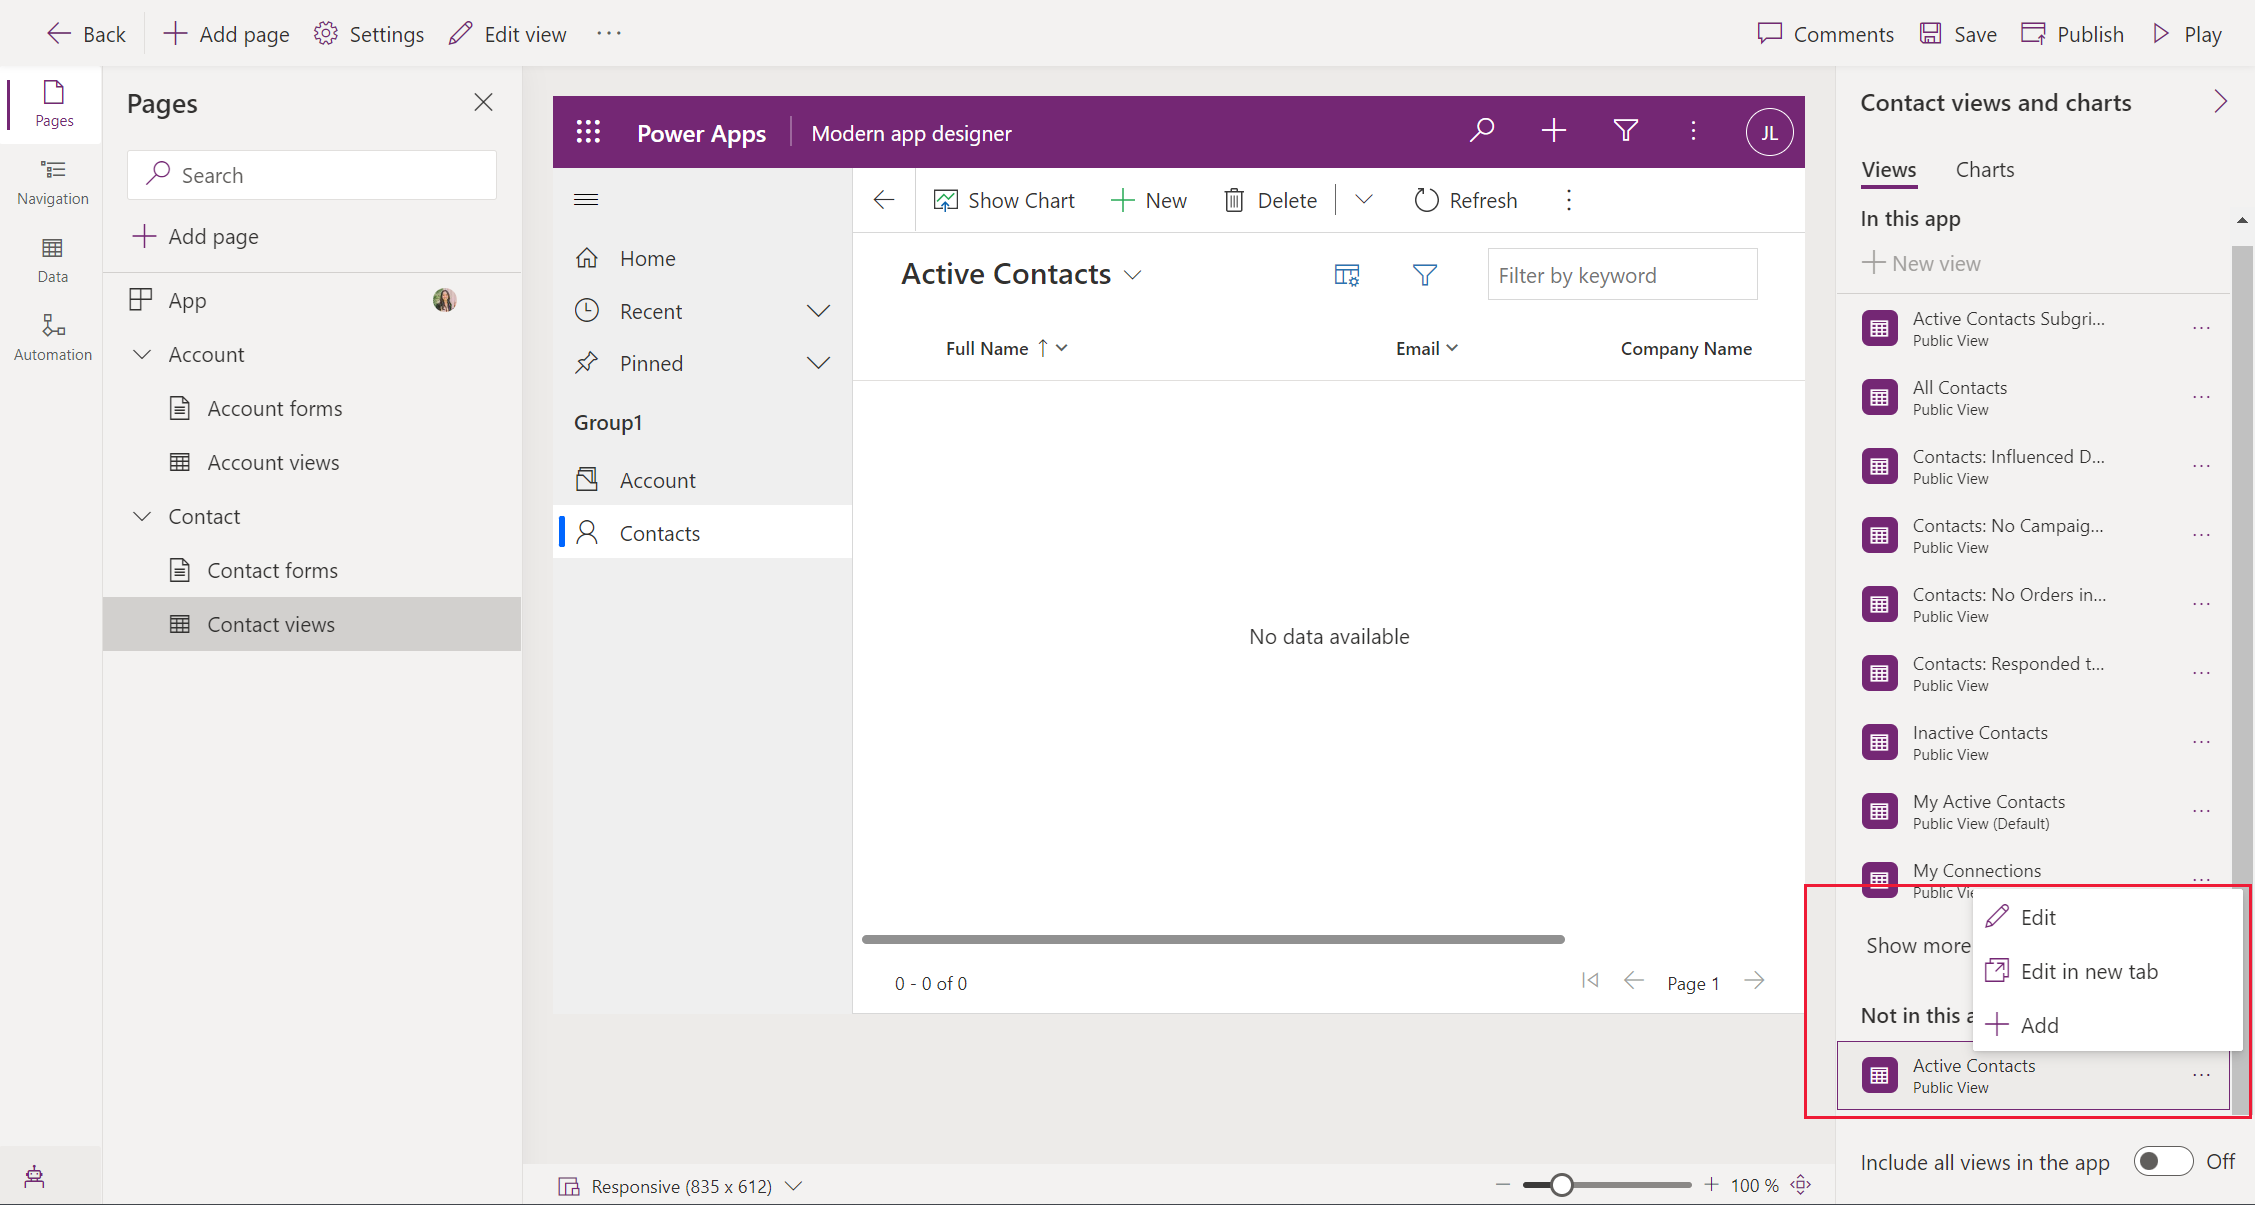 Back
Add page
Settings
Edit view
Comments
Save
Publish
Play
Pages
Navigation
Data
Automation
Pages
Search
Add page
App
Account
Account forms
Account views
Contact
Contact forms
Contact views
Power Apps
Modern app designer
JL
Home
Recent
Pinned
Group1
Account
Contacts
Show Chart
New
Delete
Refresh
Active Contacts
Filter by keyword
Full Name
Email
Company Name
No data available
0 - 0 of 0
Page 1
Responsive (835 x 612)
100 %
Contact views and charts
Views
Charts
In this app
New view
Active Contacts Subgri...
Public View
All Contacts
Public View
Contacts: Influenced D...
Public View
Contacts: No Campaig...
Public View
Contacts: No Orders in...
Public View
Contacts: Responded t...
Public View
Inactive Contacts
Public View
My Active Contacts
Public View (Default)
My Connections
Public
Show more
Edit
Edit in new tab
Add
Not in this
Active Contacts
Public View
Include all views in the app
Off